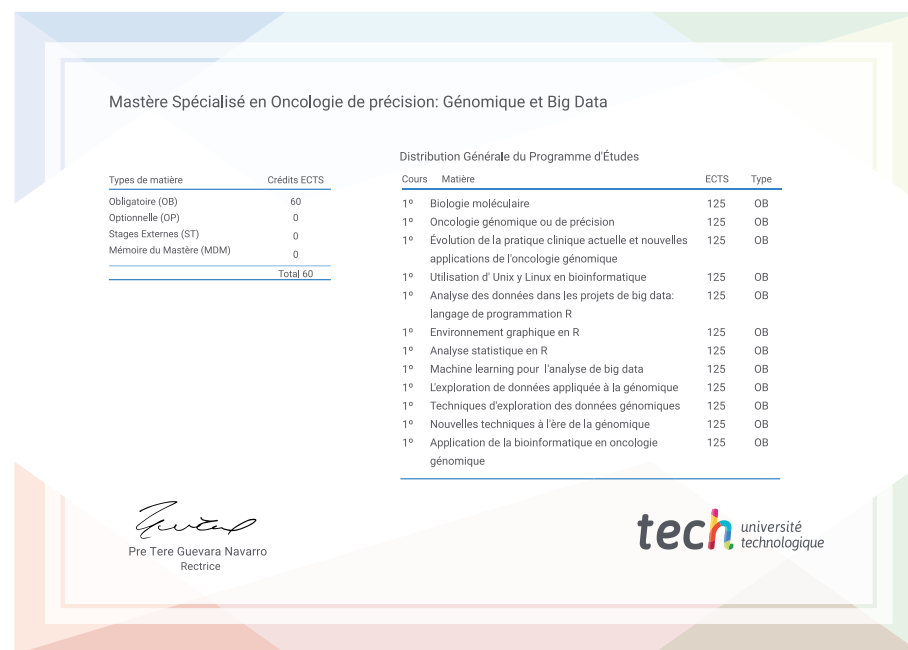 Mastère Spécialisé en Oncologie de précision: Génomique et Big Data
Types de matière Crédits ECTS
Obligatoire (OB) 60
Optionnelle (OP) 0
Stages Externes (ST) 0
Mémoire du Mastère (MDM) 0
Total 60
Distribution Générale du Programme d'Études
Cours Matière ECTS Type
1º Biologie moléculaire 125 OB
1º Oncologie génomique ou de précision 125 OB
1º Évolution de la pratique clinique actuelle et nouvelles 125 OB
applications de l'oncologie génomique
1º Utilisation d' Unix y Linux en bioinformatique 125 OB
1º Analyse des données dans les projets de big data: 125 OB
langage de programmation R
1º Environnement graphique en R 125 OB
1º Analyse statistique en R 125 OB
1º Machine learning pour l'analyse de big data 125 OB
1º L'exploration de données appliquée à la génomique 125 OB
1º Techniques d'exploration des données génomiques 125 OB
1º Nouvelles techniques à l'ère de la génomique 125 OB
1º Application de la bioinformatique en oncologie 125 OB
génomique
Pre Tere Guevara Navarro
Rectrice
tech université
technologique